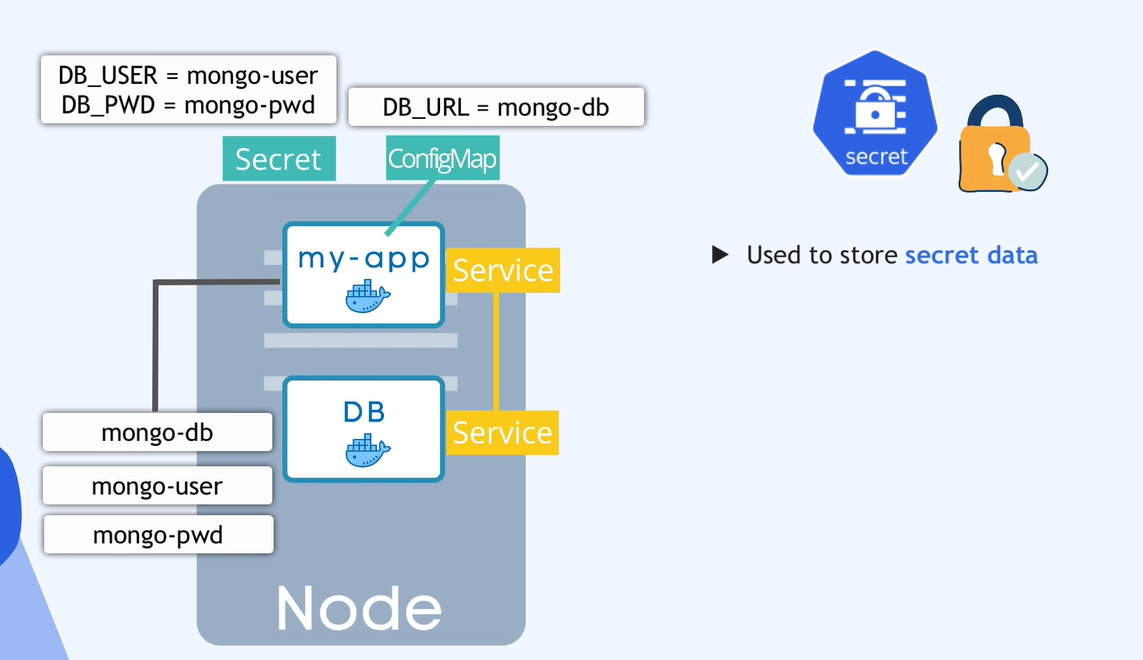 DB_USER = mongo-user
DB_PWD = mongo-pwd
DB_URL = mongo-db
Secret
ConfigMap
my-app
Service
DB
Service
mongo-db
mongo-user
mongo-pwd
Node
secret
Used to store secret data